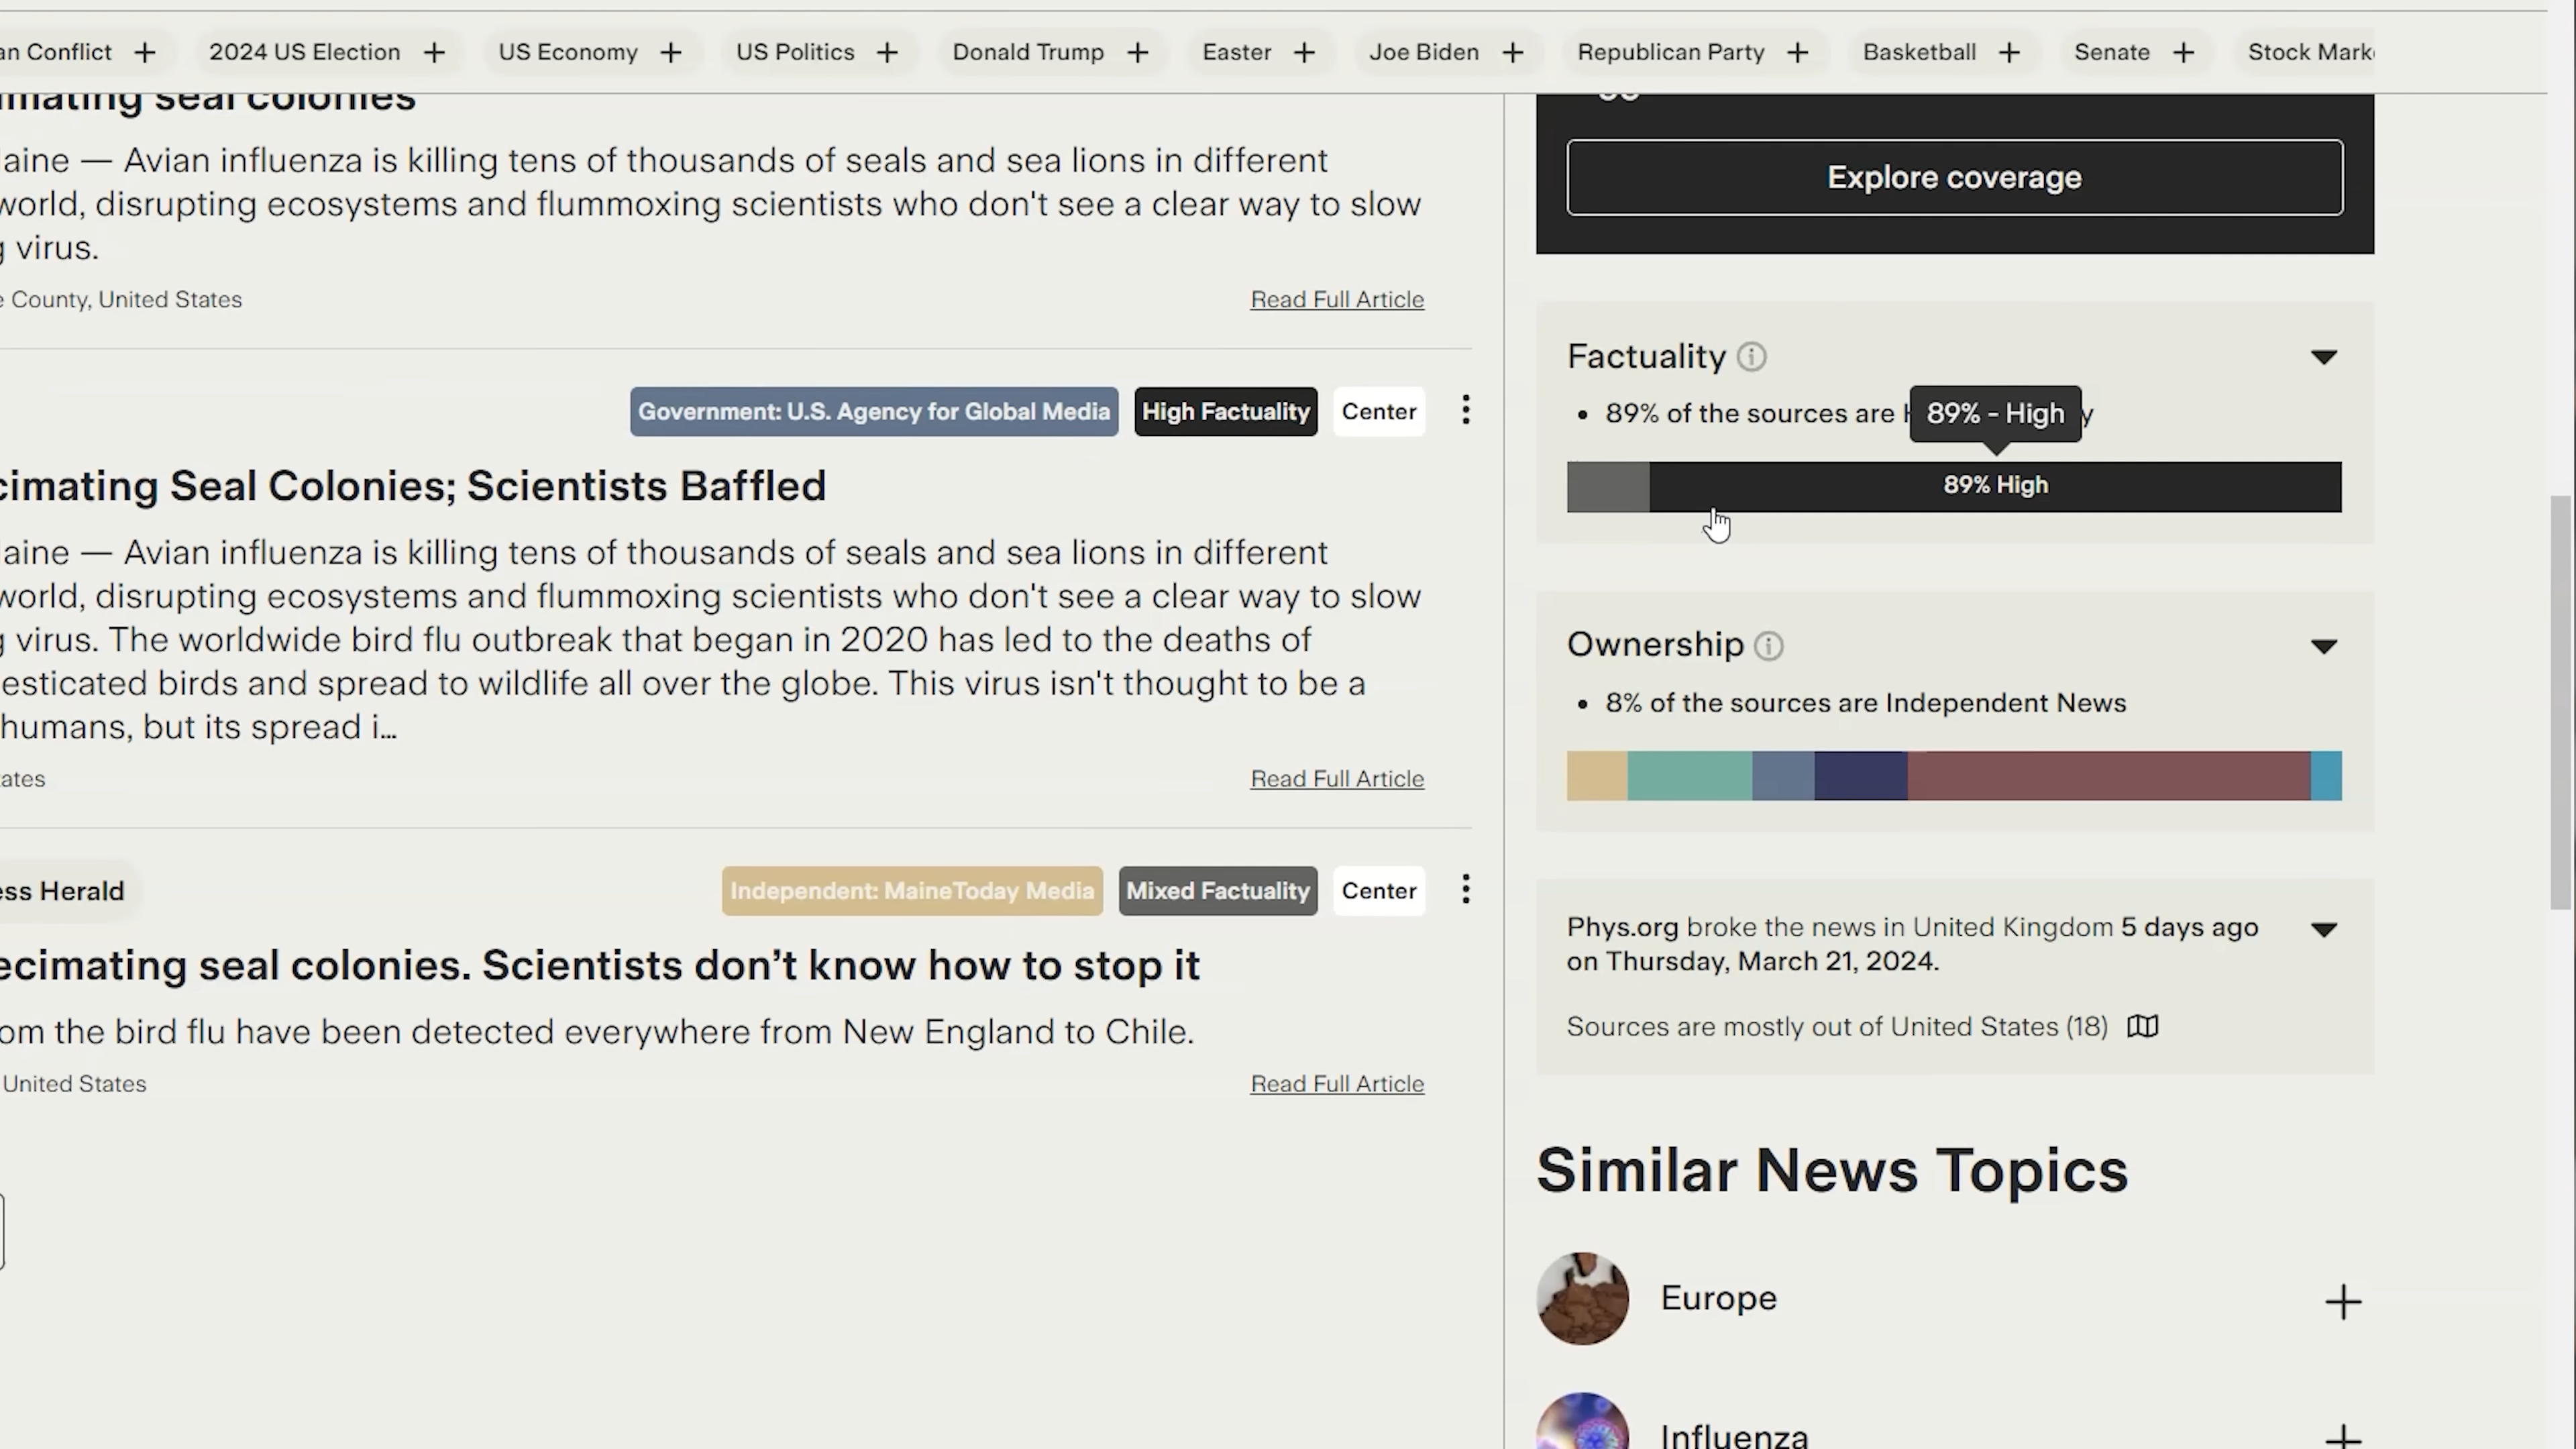 Conflict +
2024 US Election +
US Economy +
US Politics +
Donald Trump +
Easter +
Joe Biden +
Republican Party +
Basketball +
Senate +
Stock
seal colonies
— Avian influenza is killing tens of thousands of seals and sea lions in different
world, disrupting ecosystems and flummoxing scientists who don't see a clear way to slow
virus.
County, United States
Read Full Article
Government: U.S. Agency for Global Media
High Factuality
Center
Seal Colonies; Scientists Baffled
— Avian influenza is killing tens of thousands of seals and sea lions in different
world, disrupting ecosystems and flummoxing scientists who don't see a clear way to slow
virus. The worldwide bird flu outbreak that began in 2020 has led to the deaths of
birds and spread to wildlife all over the globe. This virus isn't thought to be a
humans, but its spread i...
Read Full Article
Herald
Independent: MaineToday Media
Mixed Factuality
Center
seal colonies. Scientists don’t know how to stop it
the bird flu have been detected everywhere from New England to Chile.
United States
Read Full Article
Explore coverage
Factuality
• 89% of the sources are
89% - High
89% High
Ownership
• 8% of the sources are Independent News
Phys.org broke the news in United Kingdom 5 days ago
on Thursday, March 21, 2024.
Sources are mostly out of United States (18)
Similar News Topics
Europe +
Influenza +